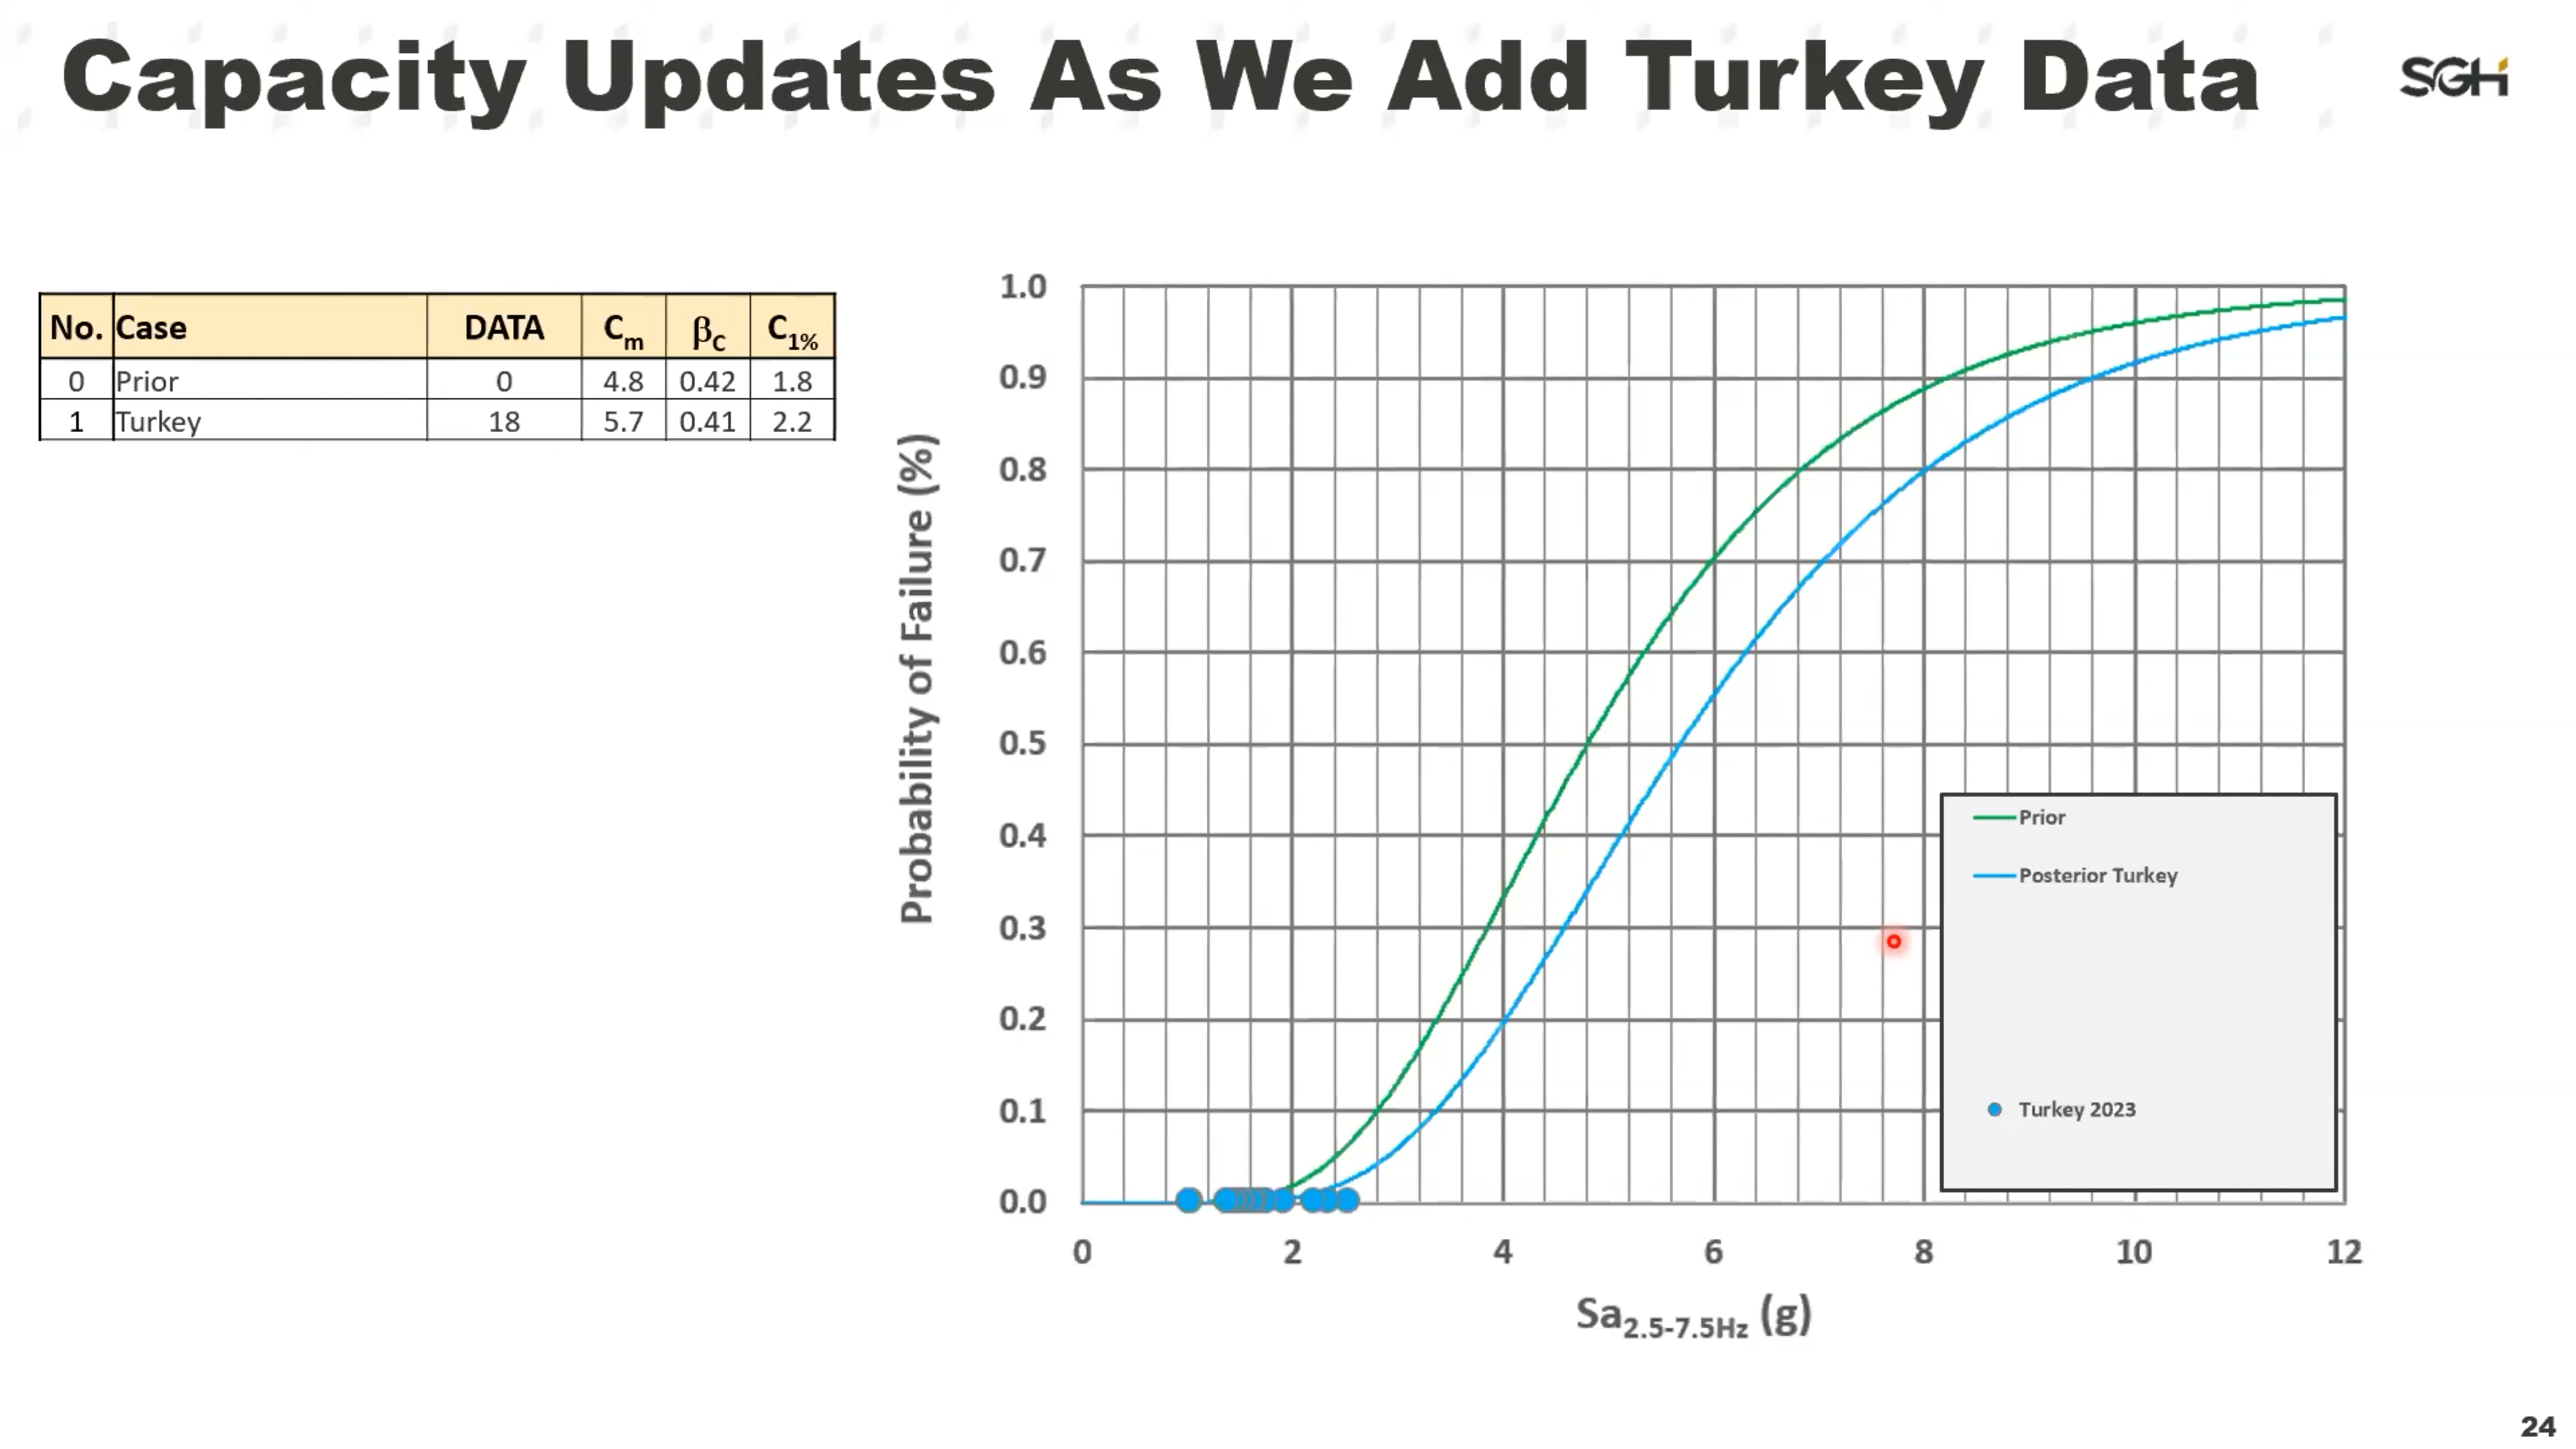 Capacity Updates As We Add Turkey Data
SGH
No. Case DATA Cm βC C1%
0 Prior 0 4.8 0.42 1.8
1 Turkey 18 5.7 0.41 2.2
Probability of Failure (%)
1.0
0.9
0.8
0.7
0.6
0.5
0.4
0.3
0.2
0.1
0.0
0 2 4 6 8 10 12
Sa2.5-7.5Hz (g)
Prior
Posterior Turkey
Turkey 2023
24